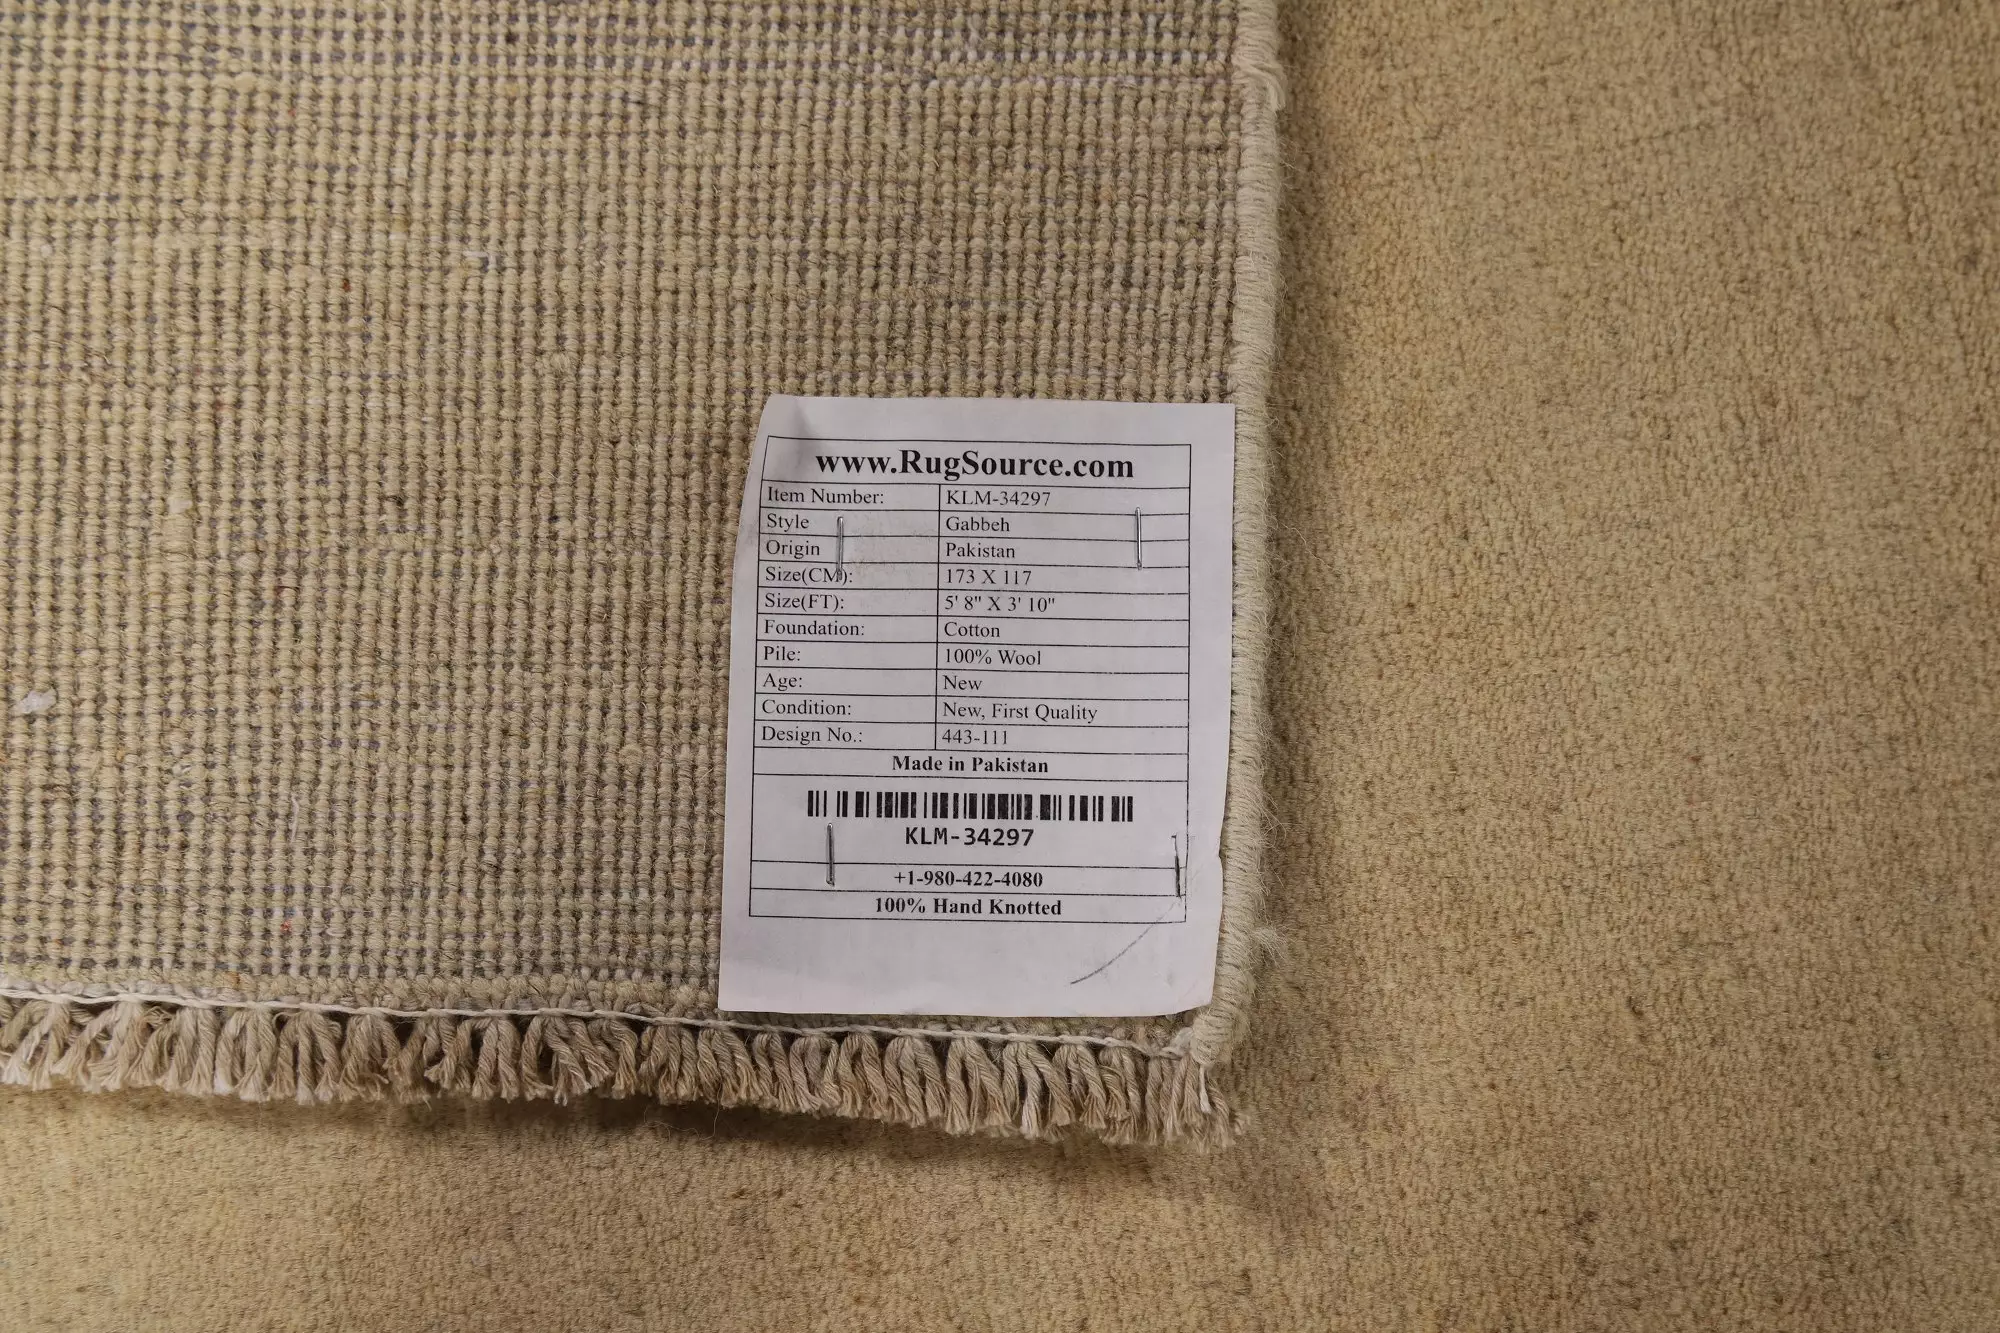 www.RugSource.com
Item Number: KLM-34297
Style Gabbeh
Origin Pakistan
Size(CM): 173 X 117
Size(FT): 5' 8" X 3' 10"
Foundation: Cotton
Pile: 100% Wool
Age: New
Condition: New, First Quality
Design No.: 443-111
Made in Pakistan
KLM-34297
+1-980-422-4080
100% Hand Knotted